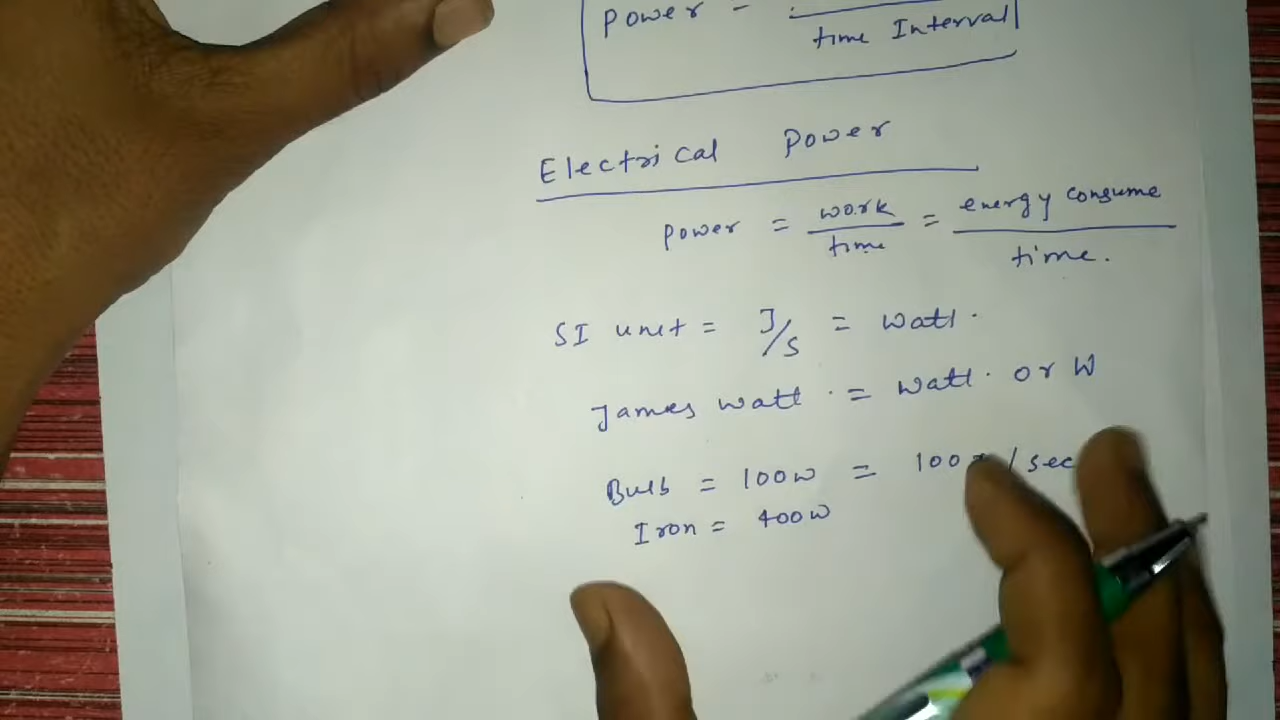 Power - time Interval
Electrical Power
Power = work/time = energy consume/time.
SI unit = J/s = Watt.
James Watt. = Watt. or W
Bulb = 100W = 100 /sec
Iron = 400W